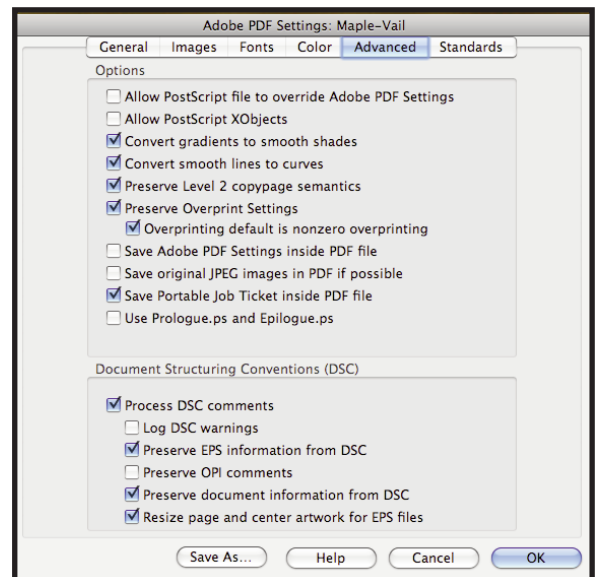 Adobe PDF Settings: Maple-Vail
General Images Fonts Color Advanced Standards
Options
Allow PostScript file to override Adobe PDF Settings
Allow PostScript XObjects
Convert gradients to smooth shades
Convert smooth lines to curves
Preserve Level 2 copypage semantics
Preserve Overprint Settings
Overprinting default is nonzero overprinting
Save Adobe PDF Settings inside PDF file
Save original JPEG images in PDF if possible
Save Portable Job Ticket inside PDF file
Use Prologue.ps and Epilogue.ps
Document Structuring Conventions (DSC)
Process DSC comments
Log DSC warnings
Preserve EPS information from DSC
Preserve OPI comments
Preserve document information from DSC
Resize page and center artwork for EPS files
Save As... Help Cancel OK